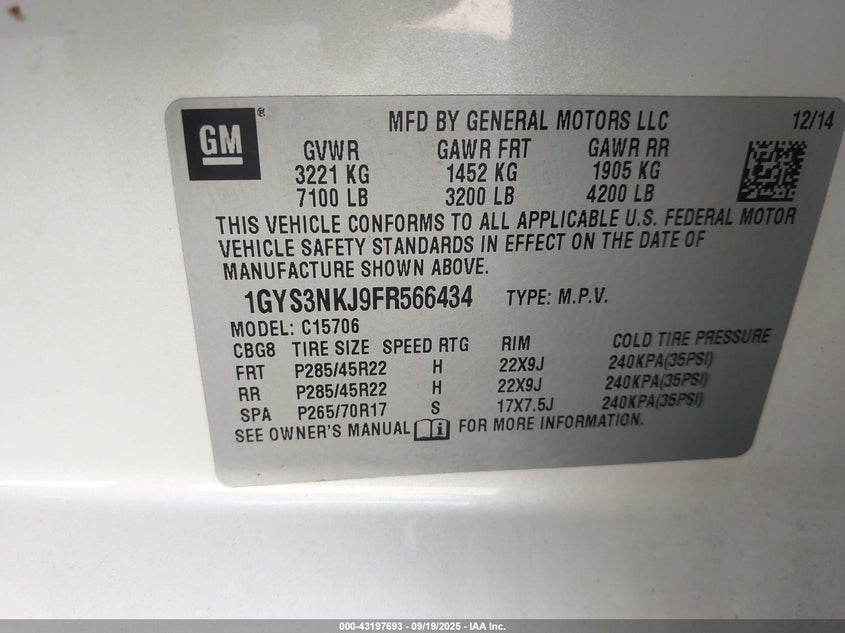 GM ®
MFD BY GENERAL MOTORS LLC 12/14
GVWR GAWR FRT GAWR RR
3221 KG 1452 KG 1905 KG
7100 LB 3200 LB 4200 LB
THIS VEHICLE CONFORMS TO ALL APPLICABLE U.S. FEDERAL MOTOR
VEHICLE SAFETY STANDARDS IN EFFECT ON THE DATE OF
MANUFACTURE SHOWN ABOVE.
1GYS3NKJ9FR566434 TYPE: M.P.V.
MODEL: C15706
CBG8 TIRE SIZE SPEED RTG RIM COLD TIRE PRESSURE
FRT P285/45R22 H 22X9J 240KPA(35PSI)
RR P285/45R22 H 22X9J 240KPA(35PSI)
SPA P265/70R17 S 17X7.5J 240KPA(35PSI)
SEE OWNER'S MANUAL FOR MORE INFORMATION.
000-43197693 - 09/19/2025 - IAA Inc.